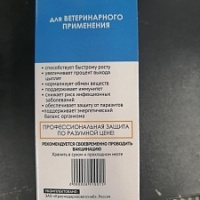 для ВЕТЕРИНАРНОГО
ПРИМЕНЕНИЯ
• способствует быстрому росту
• увеличивает процент вывода
цыплят
• нормализует обмен веществ
• поддерживает иммунитет
• снижает риск инфекционных
заболеваний
• обеспечивает защиту от паразитов
• поддерживает энергетический
баланс организма
ПРОФЕССИОНАЛЬНАЯ ЗАЩИТА
ПО РАЗУМНОЙ ЦЕНЕ!
РЕКОМЕНДУЕТСЯ СВОЕВРЕМЕННО ПРОВОДИТЬ
ВАКЦИНАЦИЮ
Хранить в сухом и прохладном месте